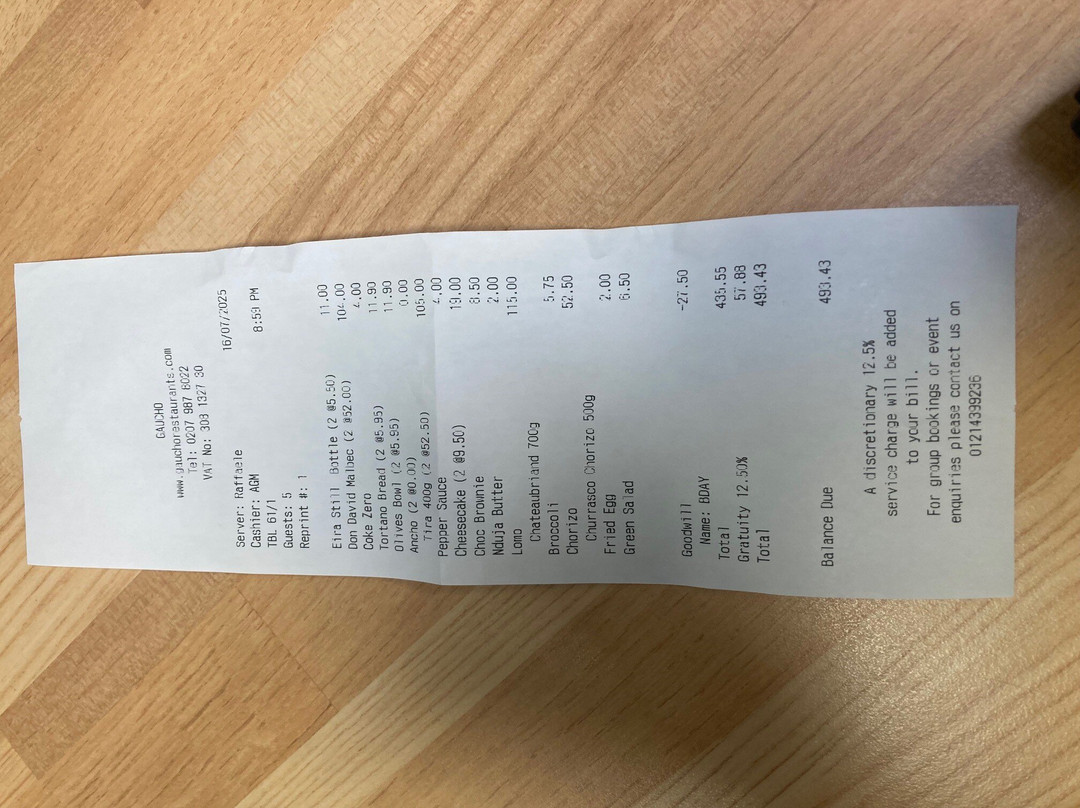 GAUCHO
www.gauchorestaurants.com
Tel: 0207 987 8022
VAT No: 308 1327 30
16/07/2025
Server: Raffaele 8:59 PM
Cashier: AGM
TBL 61/1
Guests: 5
Reprint #: 1
Eira Still Bottle (2 @5.50) 11.00
Don David Malbec (2 @52.00) 104.00
Coke Zero 4.00
Tortano Bread (2 @5.95) 11.90
Olives Bowl (2 @5.95) 11.90
Ancho (2 @0.00) 0.00
Tira 400g (2 @52.50) 105.00
Pepper Sauce 4.00
Cheesecake (2 @9.50) 19.00
Choc Brownie 8.50
Nduja Butter 2.00
Lomo 115.00
Chateaubriand 700g
Broccoli 5.75
Chorizo 52.50
Churrasco Chorizo 500g
Fried Egg 2.00
Green Salad 6.50
Goodwill -27.50
Name: BDAY
Total 435.55
Gratuity 12.50% 57.88
Total 493.43
Balance Due 493.43
A discretionary 12.5%
service charge will be added
to your bill.
For group bookings or event
enquiries please contact us on
01214399236